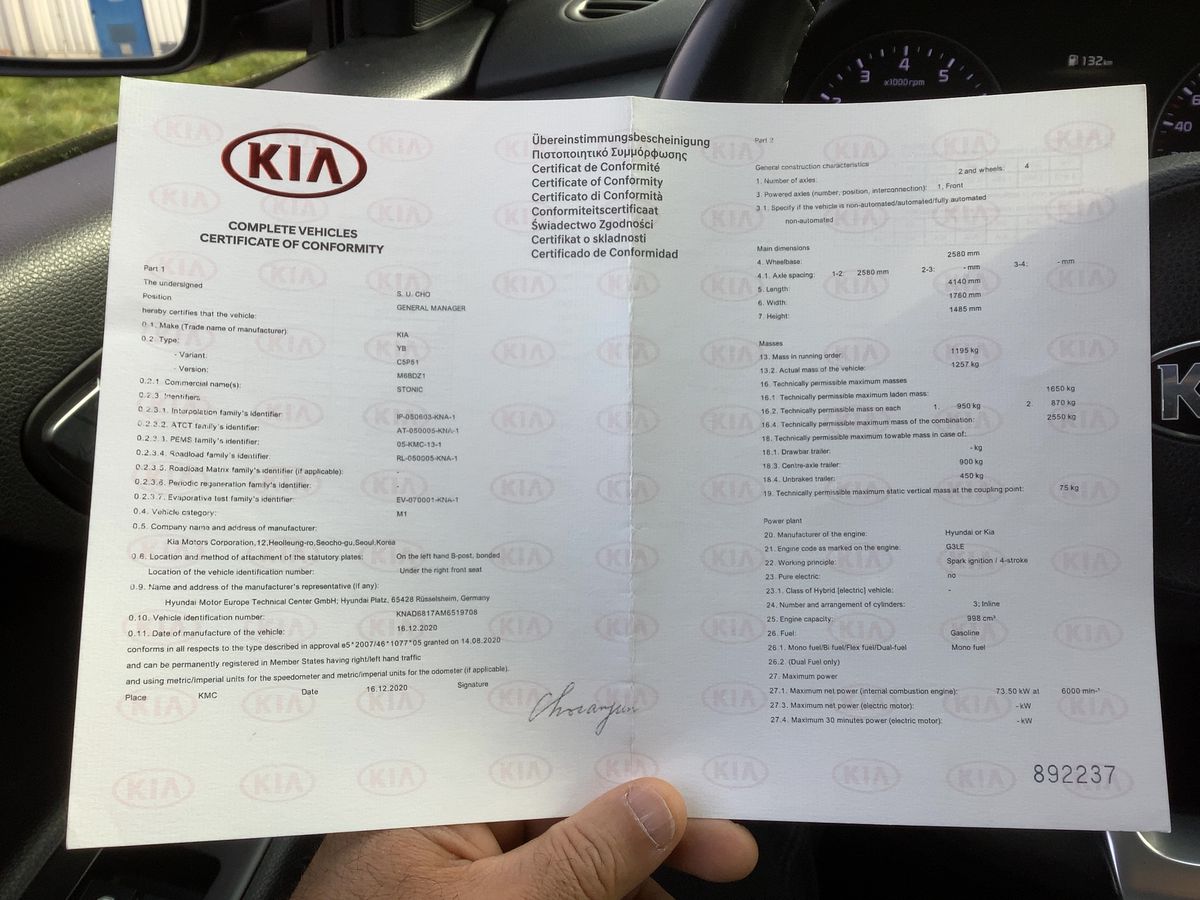 3 4 5
x1000rpm
132km
40
KIA
COMPLETE VEHICLES
CERTIFICATE OF CONFORMITY
Übereinstimmungsbescheinigung
Πιστοποιητικό Συμμόρφωσης
Certificat de Conformité
Certificate of Conformity
Certificato di Conformità
Conformiteitscertificaat
Świadectwo Zgodności
Certifikat o skladnosti
Certificado de Conformidad
Part 1
The undersigned S. U. CHO
Position GENERAL MANAGER
hereby certifies that the vehicle:
0.1. Make (Trade name of manufacturer): KIA
0.2. Type: YB
- Variant: C5P51
- Version: M6BDZ1
0.2.1. Commercial name(s): STONIC
0.2.3. Identifiers
0.2.3.1. Interpolation family's identifier: IP-050603-KNA-1
0.2.3.2. ATCT family's identifier: AT-050005-KNA-1
0.2.3.1. PEMS family's identifier: 05-KMC-13-1
0.2.3.4. Roadload family's identifier: RL-050005-KNA-1
0.2.3.5. Roadload Matrix family's identifier (if applicable): -
0.2.3.6. Periodic regeneration family's identifier: -
0.2.3.7. Evaporative test family's identifier: EV-070001-KNA-1
0.4. Vehicle category: M1
0.5. Company name and address of manufacturer:
Kia Motors Corporation,12,Heolleung-ro,Seocho-gu,Seoul,Korea
0.6. Location and method of attachment of the statutory plates: On the left hand B-post, bonded
Location of the vehicle identification number: Under the right front seat
0.9. Name and address of the manufacturer's representative (if any):
Hyundai Motor Europe Technical Center GmbH; Hyundai Platz, 65428 Rüsselsheim, Germany
0.10. Vehicle identification number: KNAD6817AM6519708
0.11. Date of manufacture of the vehicle: 16.12.2020
conforms in all respects to the type described in approval e5*2007/46*1077*05 granted on 14.08.2020
and can be permanently registered in Member States having right/left hand traffic
and using metric/imperial units for the speedometer and metric/imperial units for the odometer (if applicable).
Place KMC Date 16.12.2020 Signature
Part 2
General construction characteristics
1. Number of axles: 2 and wheels: 4
3. Powered axles (number, position, interconnection): 1. Front
3.1. Specify if the vehicle is non-automated/automated/fully automated
non-automated
Main dimensions
4. Wheelbase: 2580 mm
4.1. Axle spacing: 1-2: 2580 mm 2-3: - mm 3-4: - mm
5. Length: 4140 mm
6. Width: 1760 mm
7. Height: 1485 mm
Masses
13. Mass in running order: 1195 kg
13.2. Actual mass of the vehicle: 1257 kg
16. Technically permissible maximum masses
16.1 Technically permissible maximum laden mass: 1650 kg
16.2. Technically permissible mass on each 1. 950 kg 2. 870 kg
16.4. Technically permissible maximum mass of the combination: 2550 kg
18. Technically permissible maximum towable mass in case of:
18.1. Drawbar trailer: - kg
18.3. Centre-axle trailer: 900 kg
18.4. Unbraked trailer: 450 kg
19. Technically permissible maximum static vertical mass at the coupling point: 75 kg
Power plant
20. Manufacturer of the engine: Hyundai or Kia
21. Engine code as marked on the engine: G3LE
22. Working principle: Spark ignition / 4-stroke
23. Pure electric: no
23.1. Class of Hybrid [electric] vehicle: -
24. Number and arrangement of cylinders: 3; Inline
25. Engine capacity: 998 cm³
26. Fuel: Gasoline
26.1. Mono fuel/Bi fuel/Flex fuel/Dual-fuel Mono fuel
26.2. (Dual Fuel only)
27. Maximum power
27.1. Maximum net power (internal combustion engine): 73.50 kW at 6000 min⁻¹
27.3. Maximum net power (electric motor): - kW
27.4. Maximum 30 minutes power (electric motor): - kW
892237